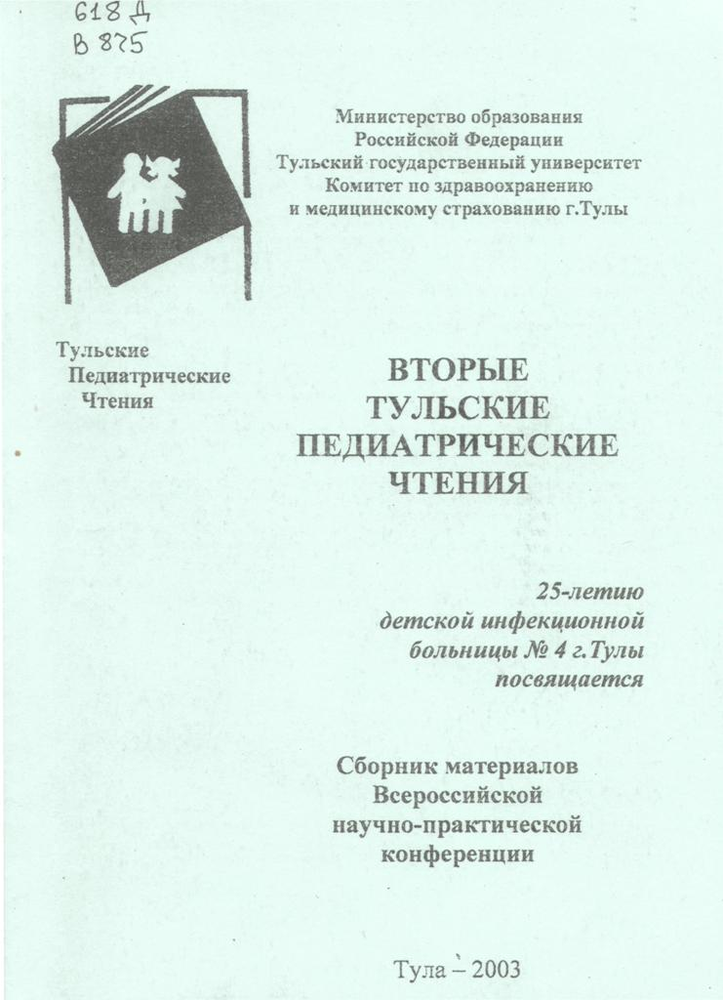 618 Д
В 875
Министерство образования
Российской Федерации
Тульский государственный университет
Комитет по здравоохранению
и медицинскому страхованию г.Тулы
Тульские
Педиатрические
Чтения
ВТОРЫЕ
ТУЛЬСКИЕ
ПЕДИАТРИЧЕСКИЕ
ЧТЕНИЯ
25-летию
детской инфекционной
больницы № 4 г.Тулы
посвящается
Сборник материалов
Всероссийской
научно-практической
конференции
Тула – 2003